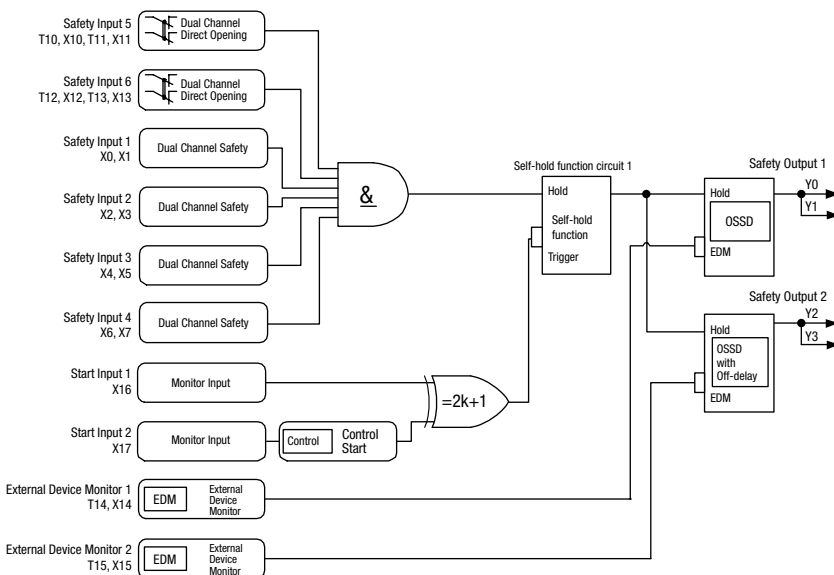 Safety Input 5
T10, X10, T11, X11
Dual Channel
Direct Opening
Safety Input 6
T12, X12, T13, X13
Dual Channel
Direct Opening
Safety Input 1
X0, X1
Dual Channel Safety
Safety Input 2
X2, X3
Dual Channel Safety
Safety Input 3
X4, X5
Dual Channel Safety
Safety Input 4
X6, X7
Dual Channel Safety
Start Input 1
X16
Monitor Input
Start Input 2
X17
Monitor Input
Control
Control
Start
External Device Monitor 1
T14, X14
EDM
External
Device
Monitor
External Device Monitor 2
T15, X15
EDM
External
Device
Monitor
&
=2k+1
Self-hold function circuit 1
Hold
Self-hold
function
Trigger
Safety Output 1
Hold
OSSD
EDM
Y0
Y1
Safety Output 2
Hold
OSSD
with
Off-delay
EDM
Y2
Y3